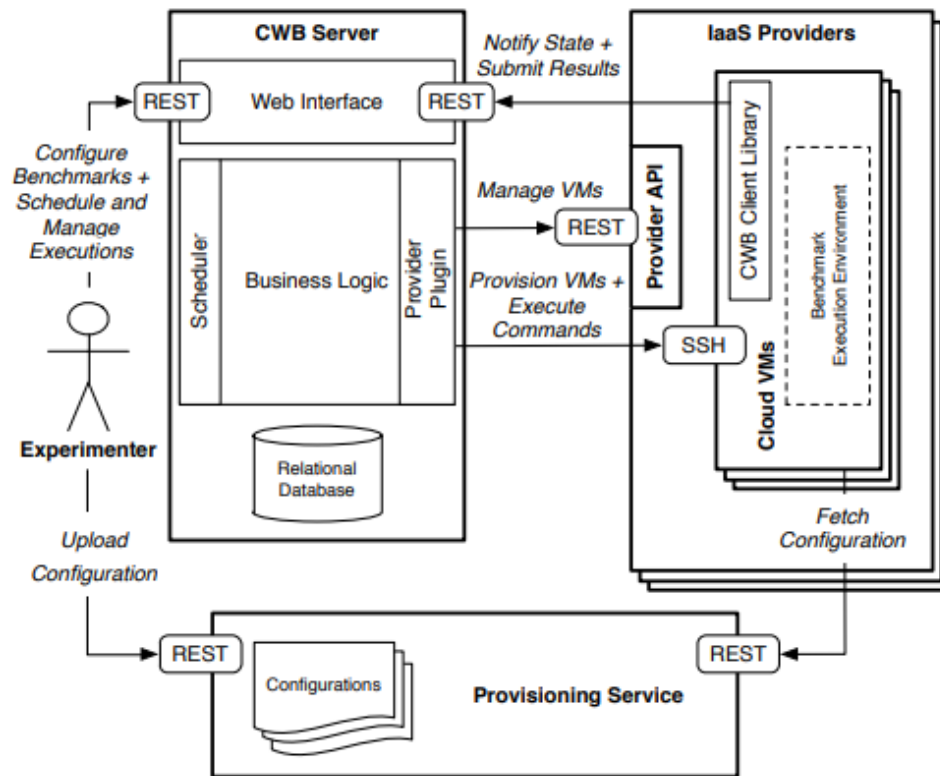 CWB Server
IaaS Providers
Notify State +
Submit Results
REST
Web Interface
REST
Configure
Benchmarks +
Schedule and
Manage
Executions
Scheduler
Business Logic
Provider
Plugin
Manage VMs
REST
Provider API
Provision VMs +
Execute
Commands
SSH
CWB Client Library
Benchmark
Execution Environment
Cloud VMs
Experimenter
Relational
Database
Upload
Configuration
Fetch
Configuration
REST
Configurations
Provisioning Service
REST